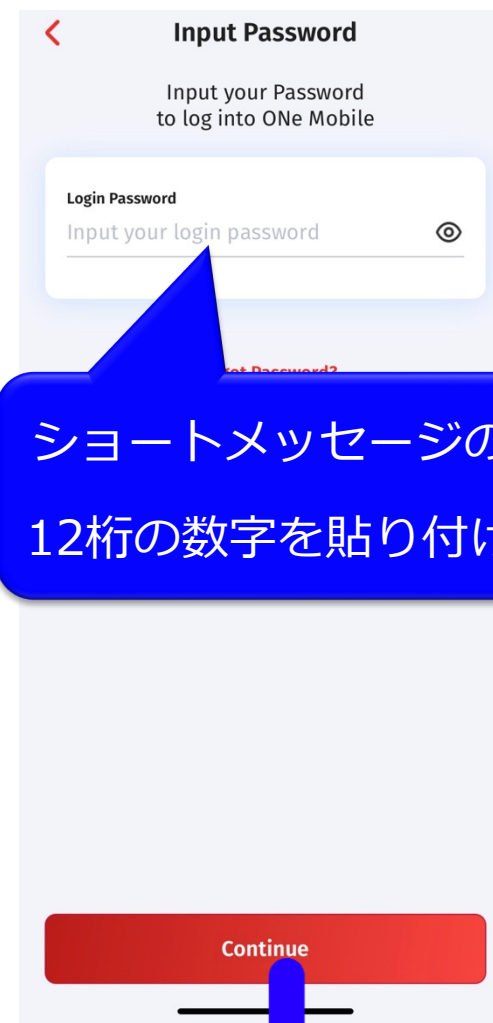 Input Password
Input your Password
to log into ONe Mobile
Login Password
Input your login password
Password?
ショートメッセージの
12桁の数字を貼り付け
Continue